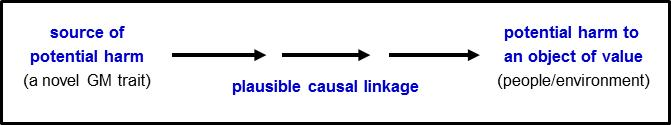 source of
potential harm
(a novel GM trait)
plausible causal linkage
potential harm to
an object of value
(people/environment)